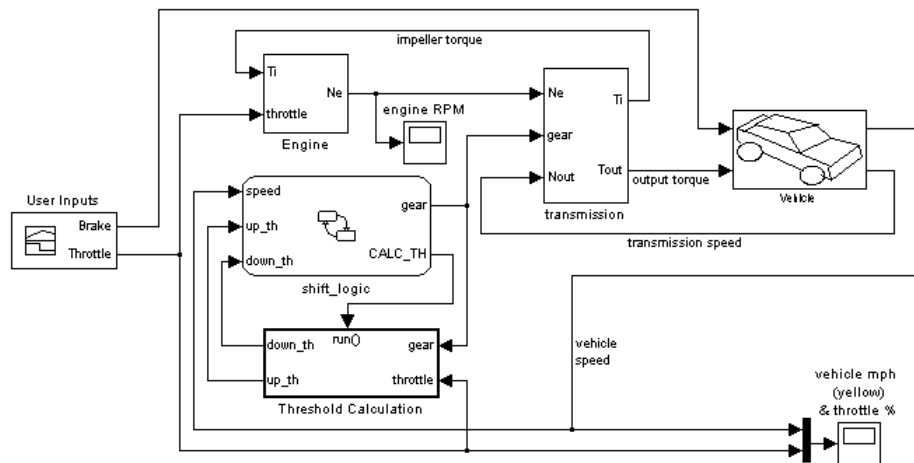 impeller torque
Ti
Ne
throttle
Engine
engine RPM
Ne
Ti
gear
Nout
Tout
transmission
output torque
Vehicle
transmission speed
User Inputs
Brake
Throttle
speed
up_th
down_th
gear
CALC_TH
shift_logic
run()
down_th
up_th
gear
throttle
Threshold Calculation
vehicle
speed
vehicle mph
(yellow)
& throttle %